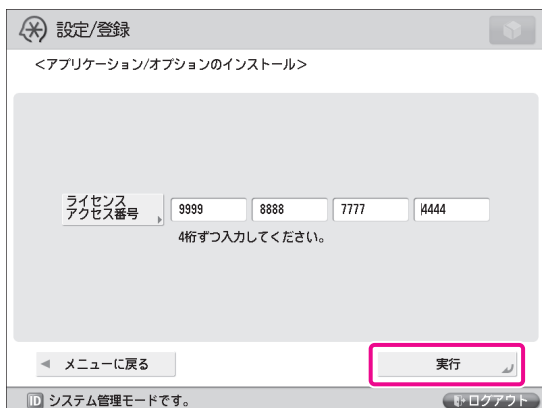 設定/登録
<アプリケーション/オプションのインストール>
ライセンス
アクセス番号
9999 8888 7777 4444
4桁ずつ入力してください。
メニューに戻る 実行
ID システム管理モードです。 ログアウト